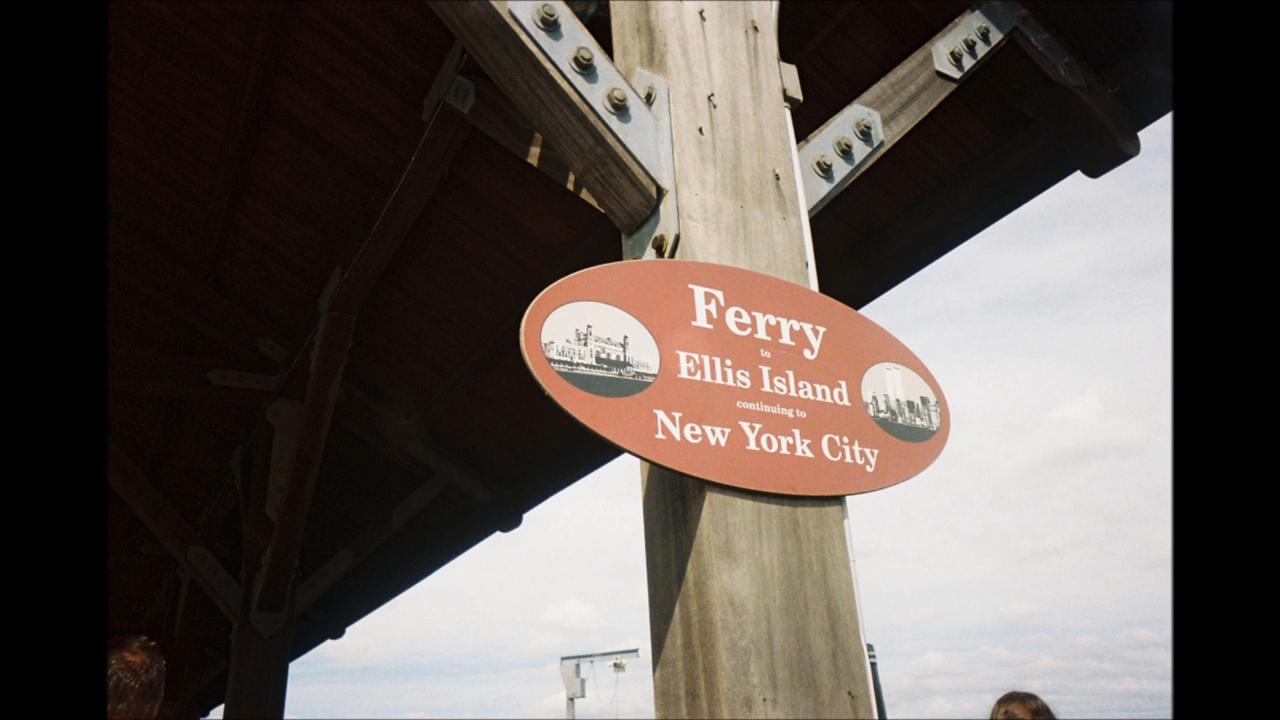 Ferry
to
Ellis Island
continuing to
New York City